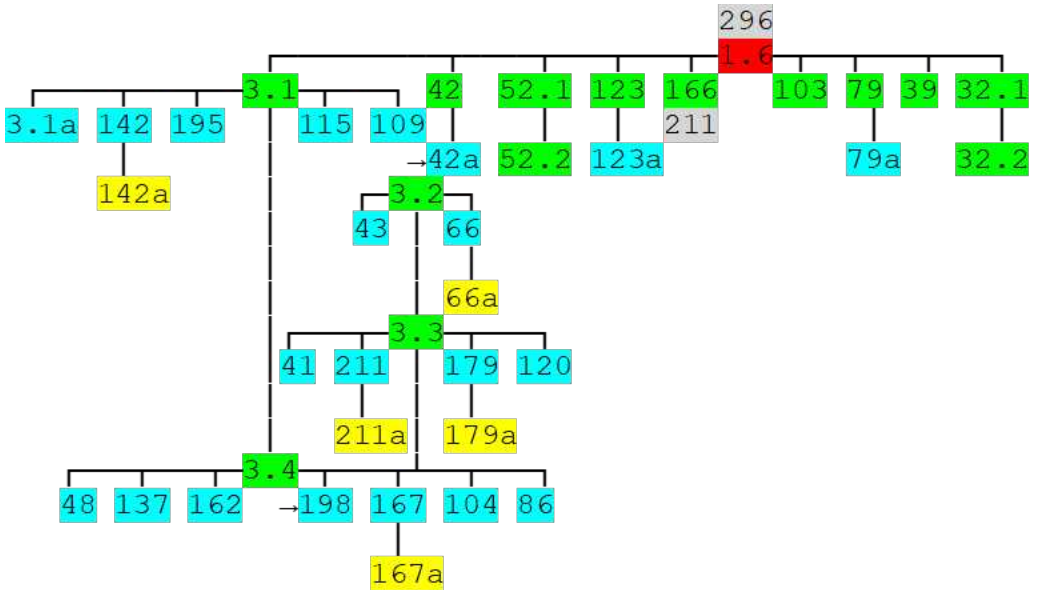 296
1.6
3.1 42 52.1 123 166 103 79 39 32.1
3.1a 142 195 115 109 211
→42a 52.2 123a 79a 32.2
142a 3.2
43 66
66a
3.3
41 211 179 120
211a 179a
3.4
48 137 162 →198 167 104 86
167a